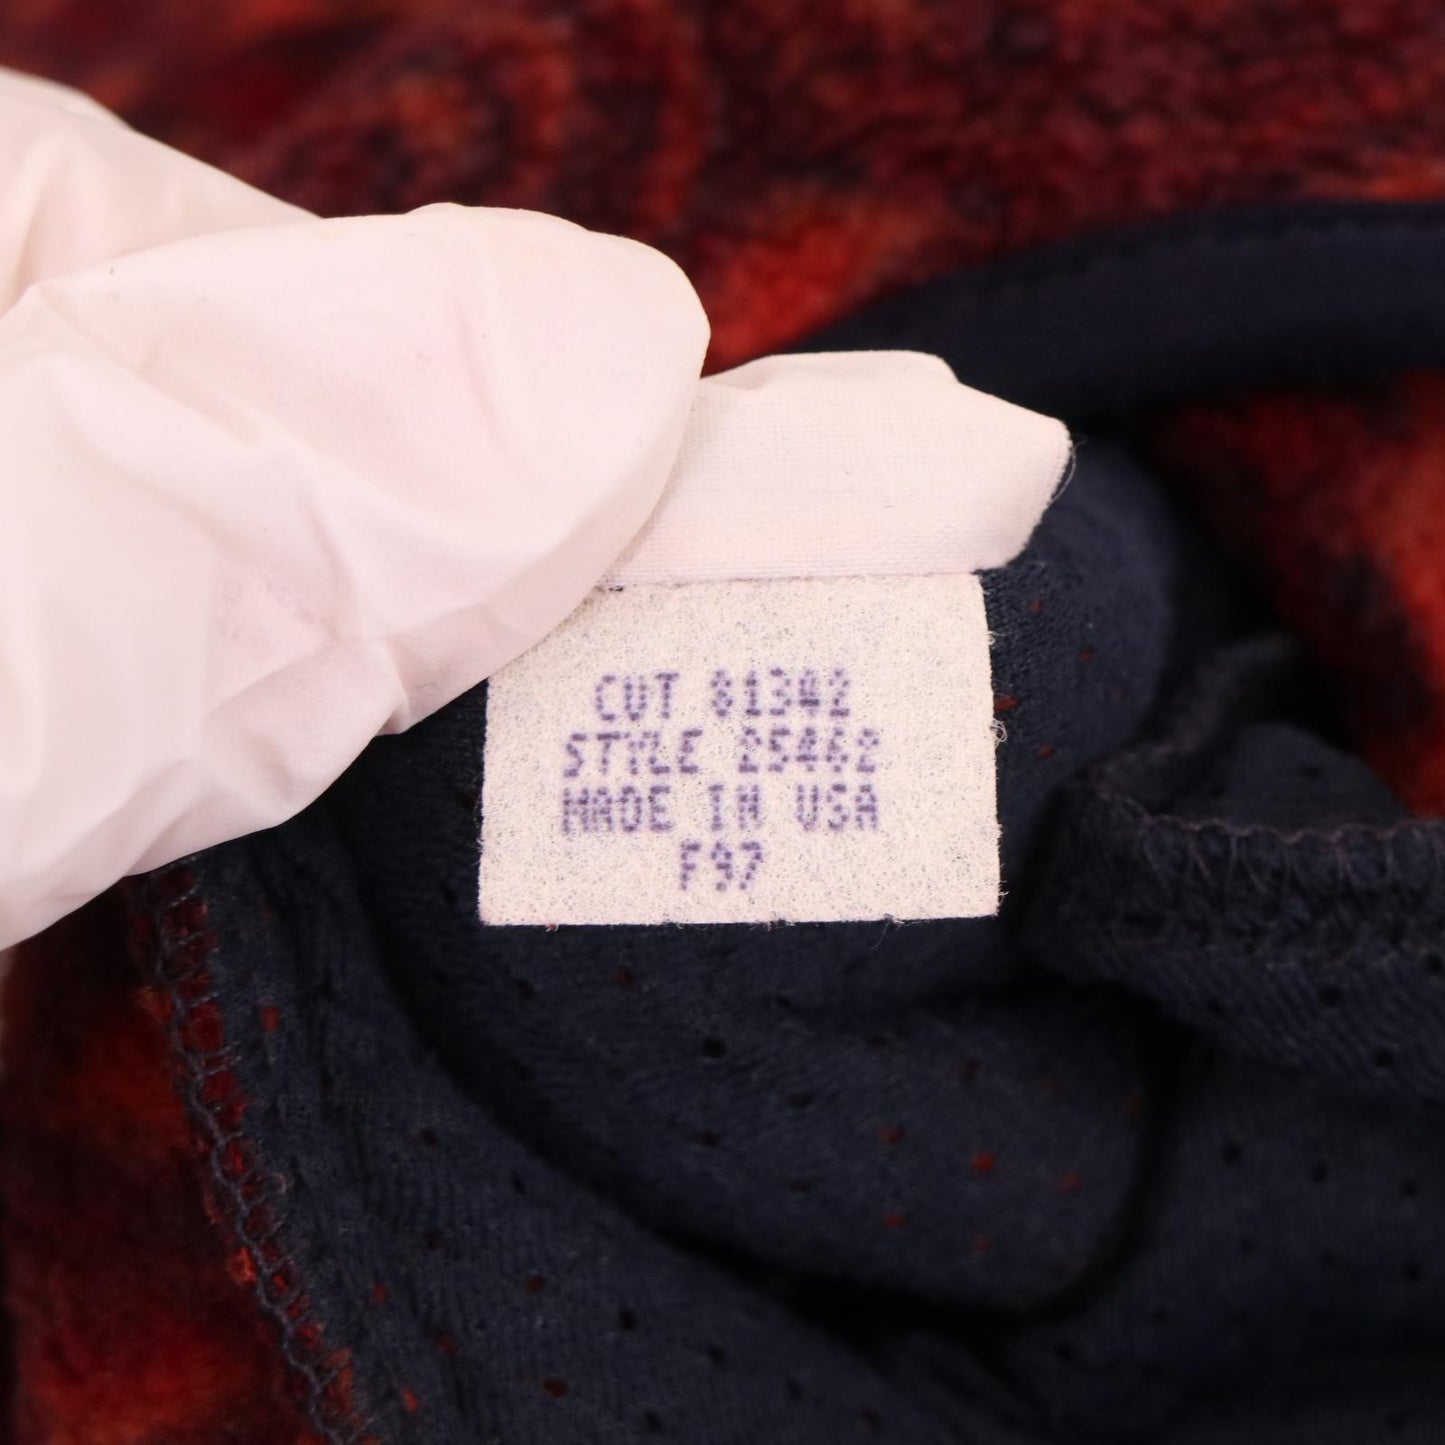 CUT 81342
STYLE 25462
MADE IN USA
F97